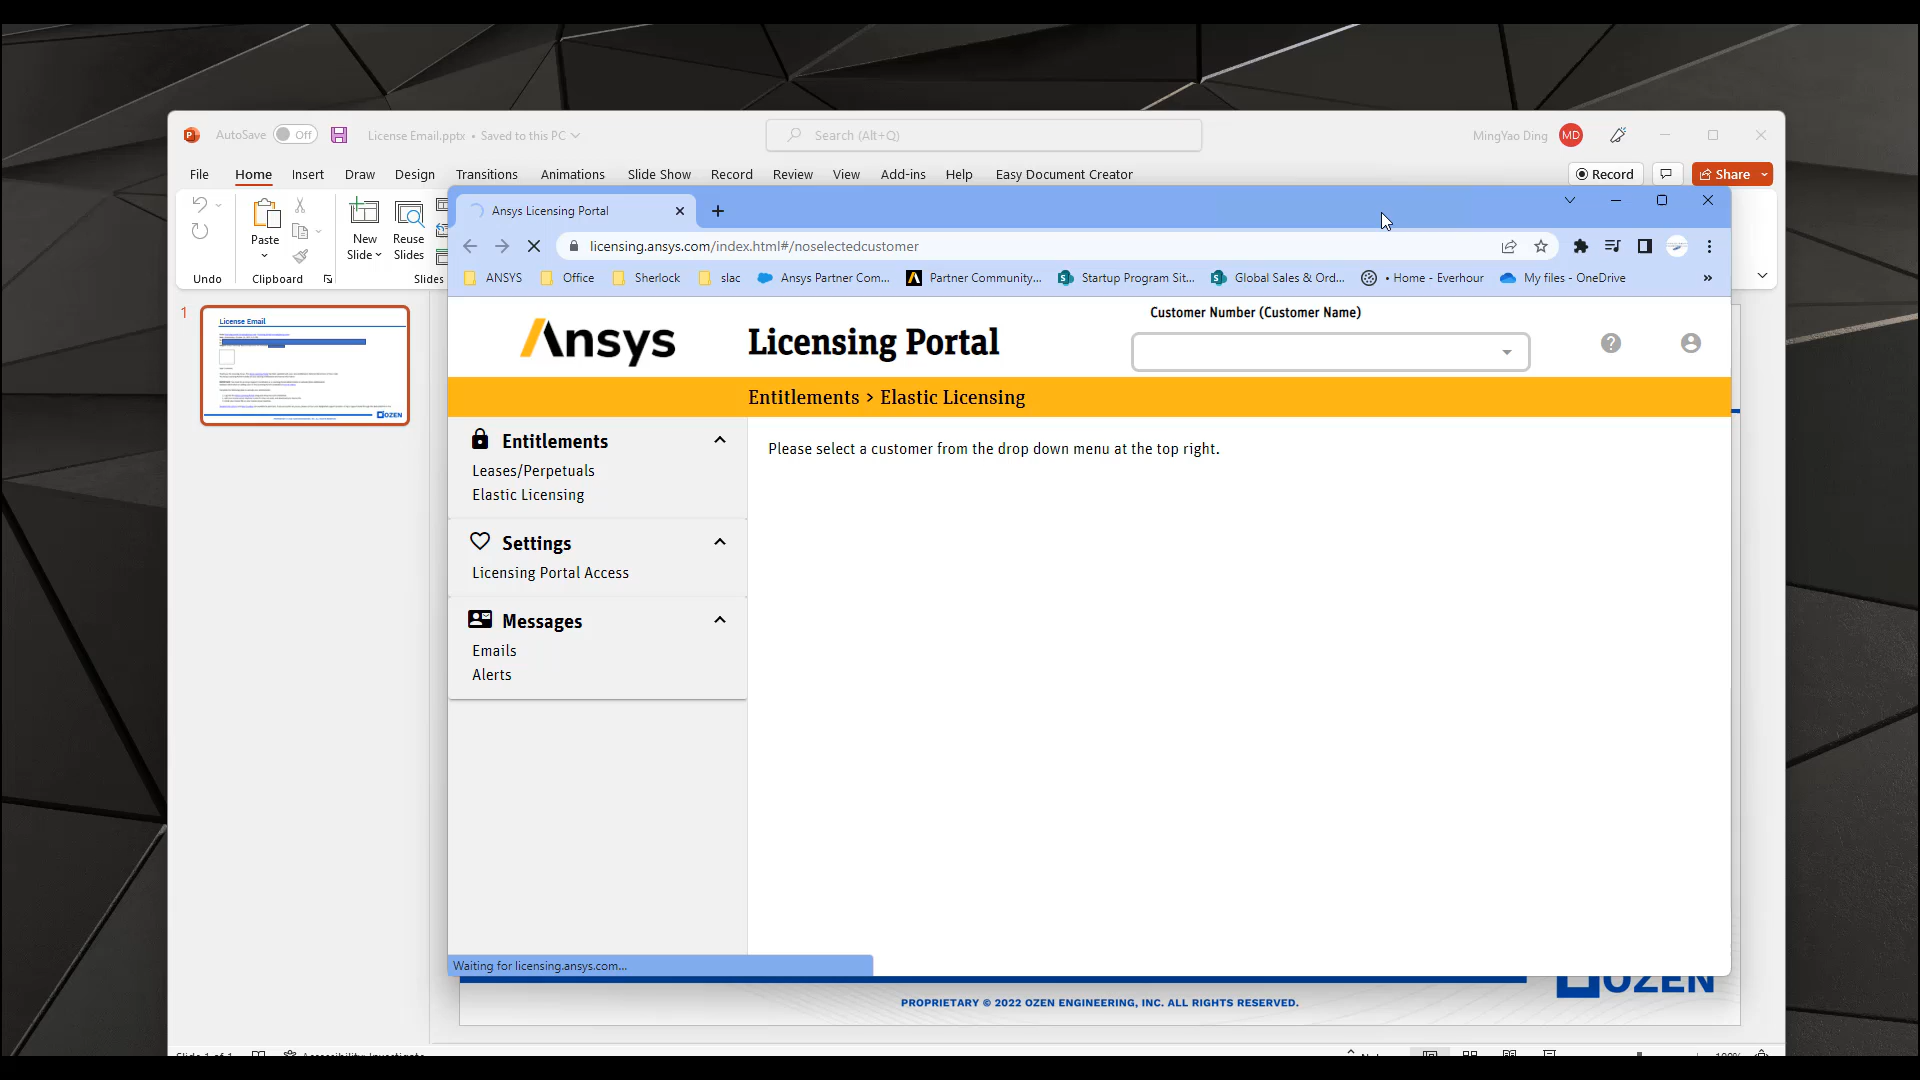 AutoSave Off License Email.pptx • Saved to this PC Search (Alt+Q) MingYao Ding MD
File Home Insert Draw Design Transitions Animations Slide Show Record Review View Add-ins Help Easy Document Creator Record Share
Paste New Slide Reuse Slides
Undo Clipboard Slides
1
License Email
OZEN
Ansys Licensing Portal
licensing.ansys.com/index.html#/noselectedcustomer
ANSYS Office Sherlock slac Ansys Partner Com... Partner Community... Startup Program Sit... Global Sales & Ord... • Home - Everhour My files - OneDrive »
Customer Number (Customer Name)
Ansys Licensing Portal
Entitlements > Elastic Licensing
Entitlements
Leases/Perpetuals
Elastic Licensing
Settings
Licensing Portal Access
Messages
Emails
Alerts
Please select a customer from the drop down menu at the top right.
Waiting for licensing.ansys.com...
OZEN
PROPRIETARY © 2022 OZEN ENGINEERING, INC. ALL RIGHTS RESERVED.